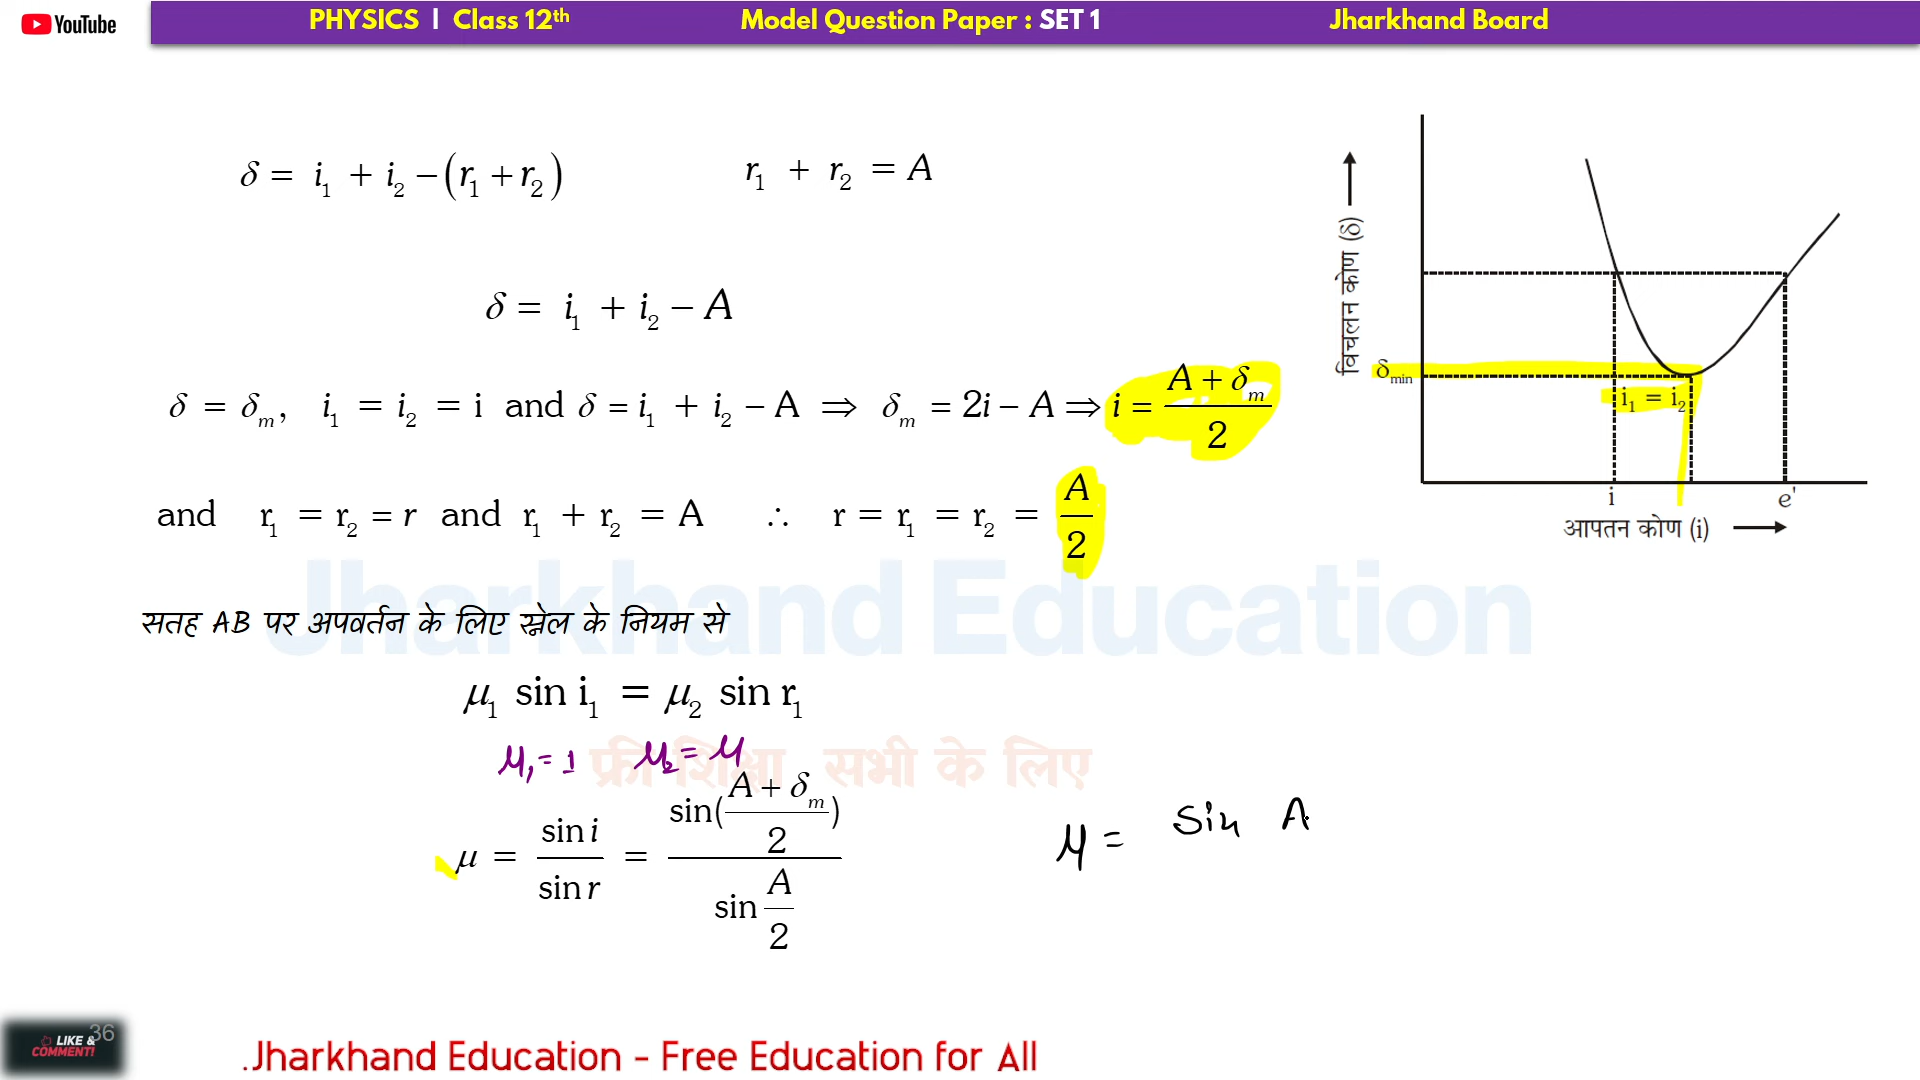 YouTube
PHYSICS | Class 12th Model Question Paper : SET 1 Jharkhand Board
δ = i₁ + i₂ − (r₁ + r₂) r₁ + r₂ = A
δ = i₁ + i₂ − A
δ = δₘ, i₁ = i₂ = i and δ = i₁ + i₂ − A ⇒ δₘ = 2i − A ⇒ i = (A + δₘ)/2
and r₁ = r₂ = r and r₁ + r₂ = A ∴ r = r₁ = r₂ = A/2
विचलन कोण (δ)
δmin
i₁ = i₂
i e'
आपतन कोण (i)
Jharkhand Education
सतह AB पर अपवर्तन के लिए स्नेल के नियम से
μ₁ sin i₁ = μ₂ sin r₁
μ₁ = 1 μ₂ = μ
फ्री शिक्षा सभी के लिए
μ = sin i / sin r = sin((A + δₘ)/2) / sin A/2
μ = sin A
36
LIKE &
COMMENT!
.Jharkhand Education - Free Education for All